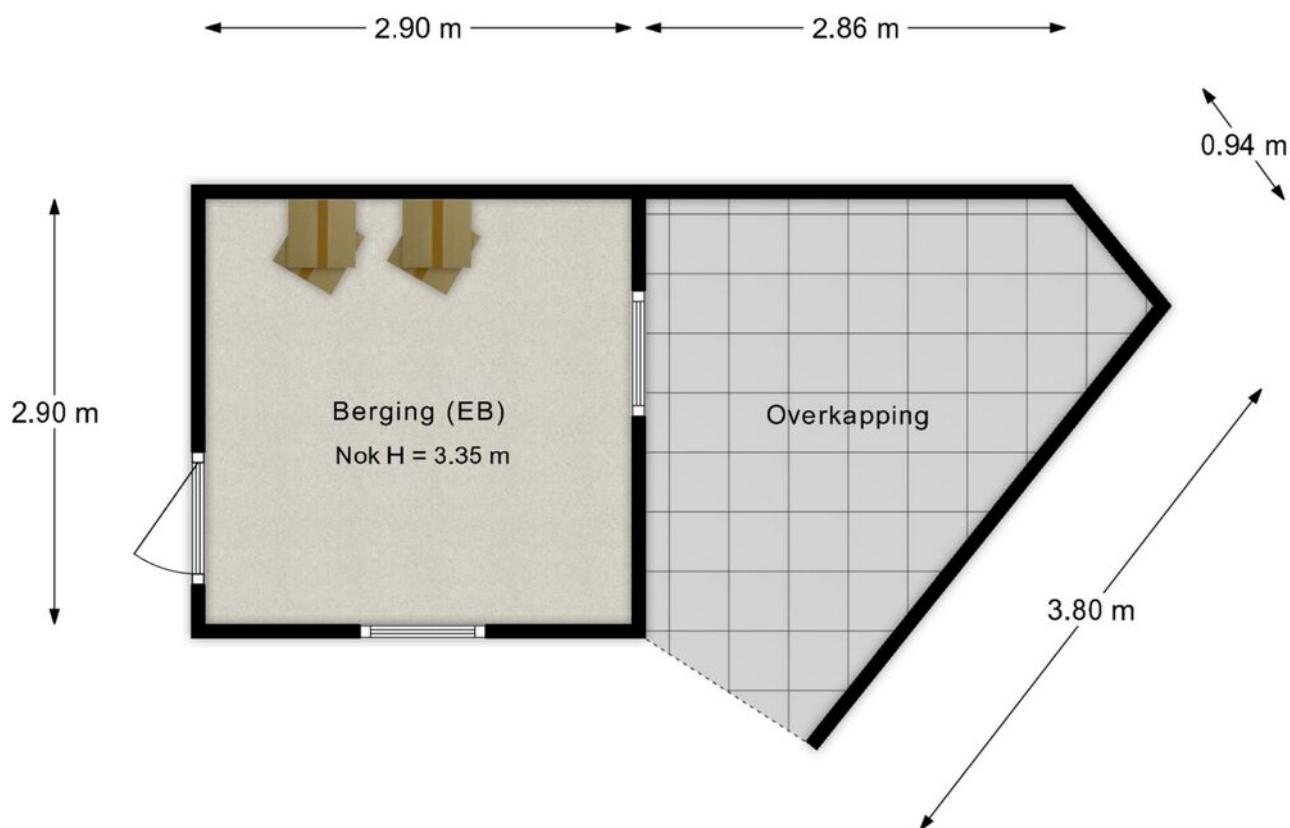 2.90 m
2.86 m
0.94 m
2.90 m
Berging (EB)
Nok H = 3.35 m
Overkapping
3.80 m